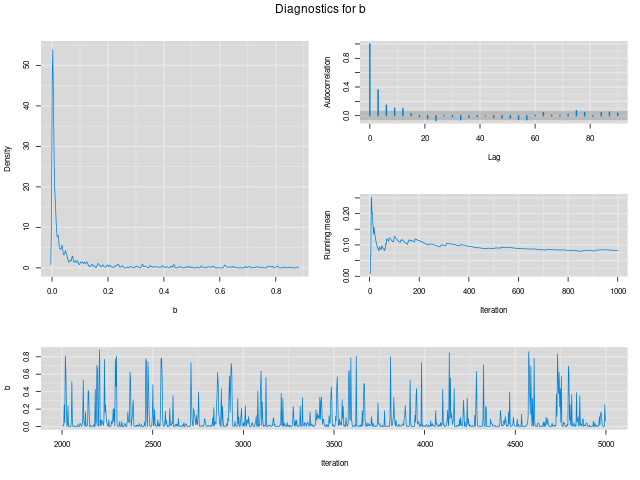 Diagnostics for b
Density
50
40
30
20
10
0
0.0 0.2 0.4 0.6 0.8
b
Autocorrelation
0.8
0.4
0.0
0 20 40 60 80
Lag
Running mean
0.20
0.10
0.00
0 200 400 600 800 1000
Iteration
b
0.8
0.6
0.4
0.2
0.0
2000 2500 3000 3500 4000 4500 5000
Iteration